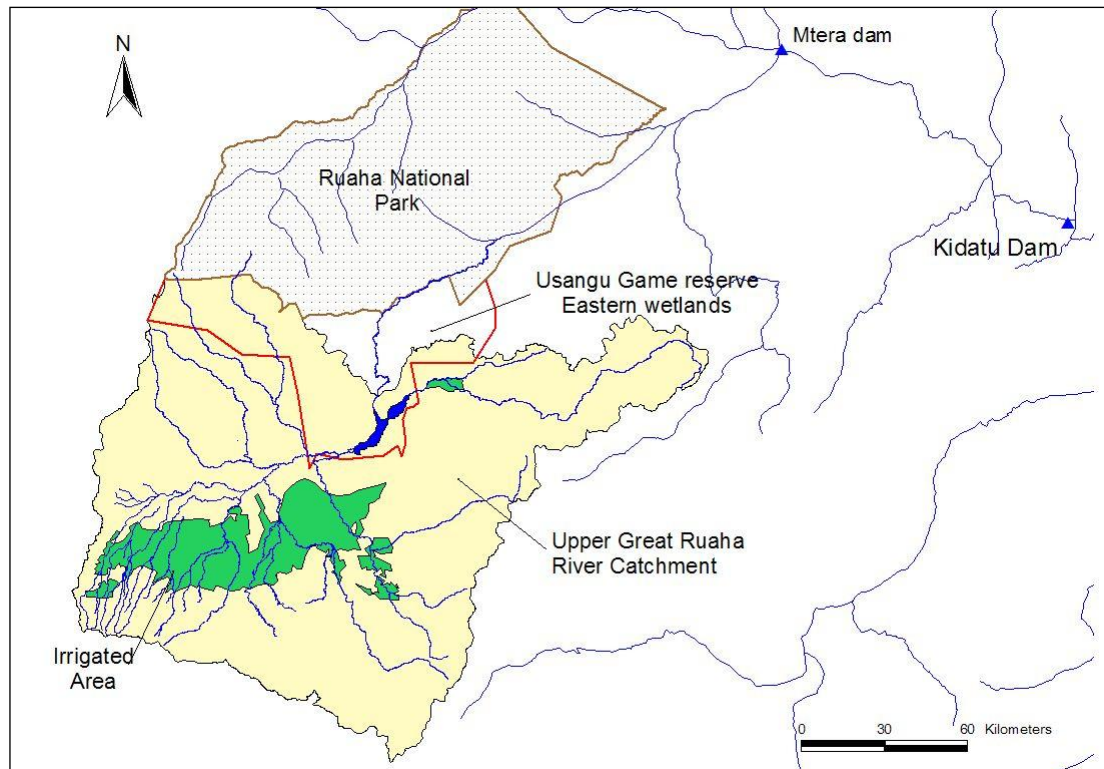 N
Mtera dam
Ruaha National
Park
Kidatu Dam
Usangu Game reserve
Eastern wetlands
Upper Great Ruaha
River Catchment
Irrigated
Area
0 30 60 Kilometers